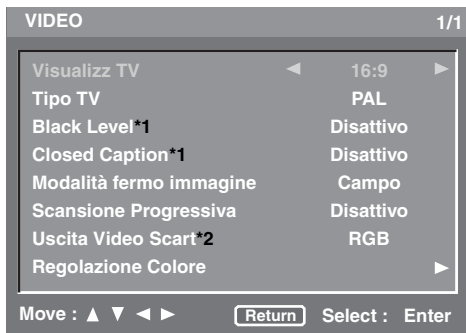 VIDEO 1/1
Visualizz TV ◄ 16:9 ►
Tipo TV PAL
Black Level*1 Disattivo
Closed Caption*1 Disattivo
Modalità fermo immagine Campo
Scansione Progressiva Disattivo
Uscita Video Scart*2 RGB
Regolazione Colore ►
Move : ▲ ▼ ◄ ► Return Select : Enter